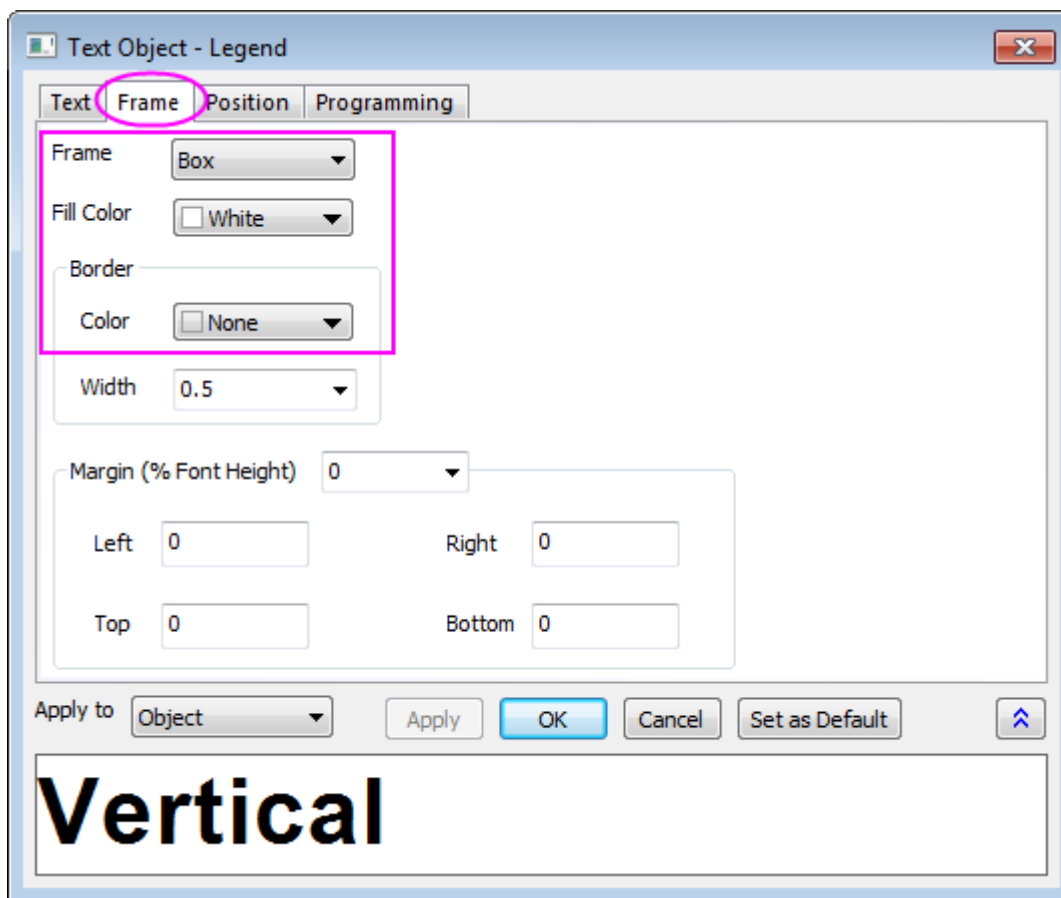 Text Object - Legend
Text Frame Position Programming
Frame Box
Fill Color White
Border
Color None
Width 0.5
Margin (% Font Height) 0
Left 0 Right 0
Top 0 Bottom 0
Apply to Object Apply OK Cancel Set as Default
Vertical